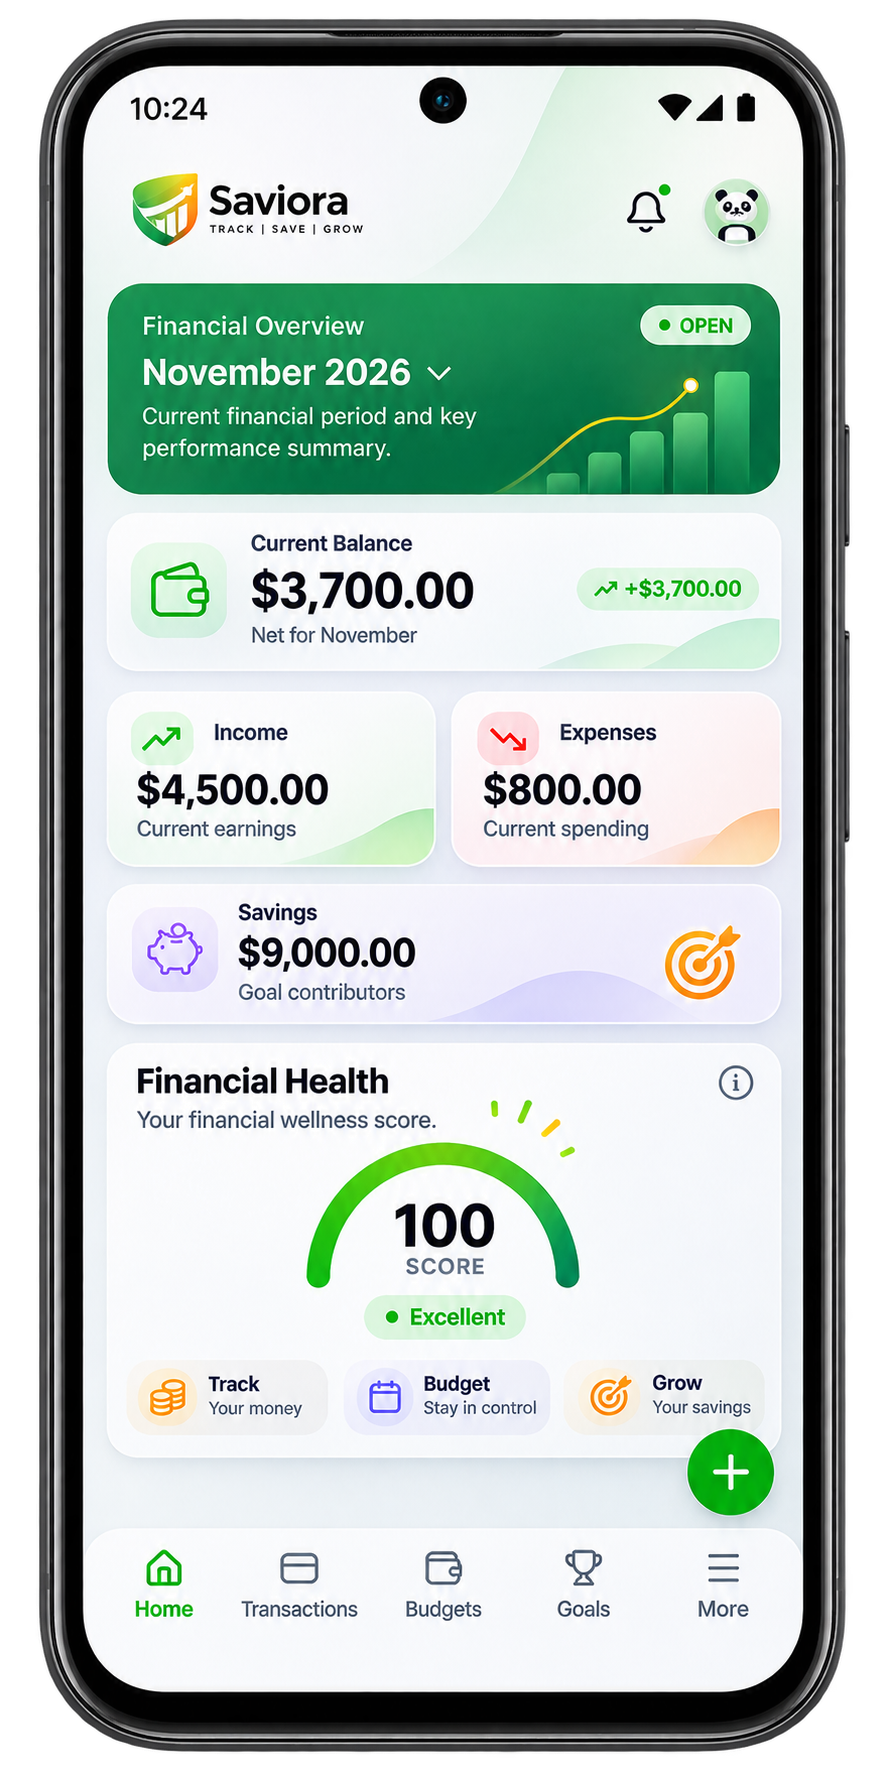 10:24
Saviora
TRACK | SAVE | GROW
Financial Overview
OPEN
November 2026
Current financial period and key
performance summary.
Current Balance
$3,700.00
+$3,700.00
Net for November
Income
$4,500.00
Current earnings
Expenses
$800.00
Current spending
Savings
$9,000.00
Goal contributors
Financial Health
Your financial wellness score.
100
SCORE
Excellent
Track
Your money
Budget
Stay in control
Grow
Your savings
Home
Transactions
Budgets
Goals
More